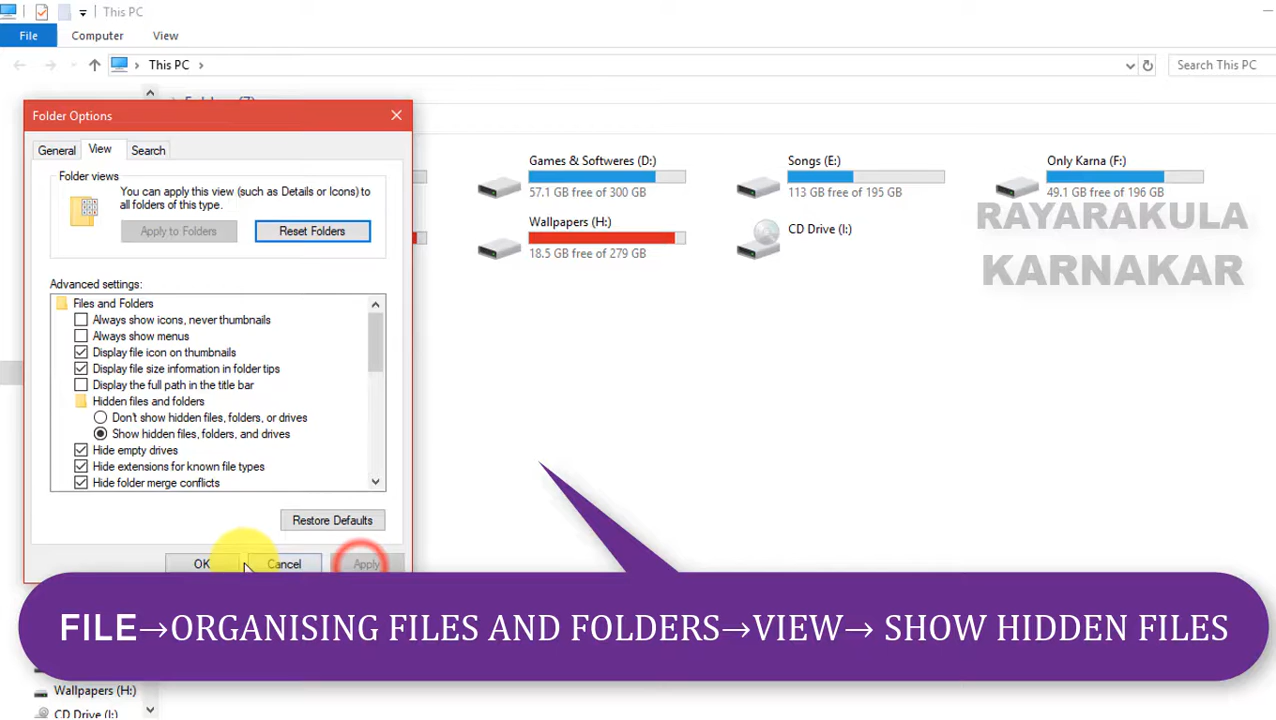 This PC
File
Computer
View
This PC
Search This PC
Folder Options
General
View
Search
Folder views
You can apply this view (such as Details or Icons) to
all folders of this type.
Apply to Folders
Reset Folders
Advanced settings:
Files and Folders
Always show icons, never thumbnails
Always show menus
Display file icon on thumbnails
Display file size information in folder tips
Display the full path in the title bar
Hidden files and folders
Don't show hidden files, folders, or drives
Show hidden files, folders, and drives
Hide empty drives
Hide extensions for known file types
Hide folder merge conflicts
Restore Defaults
OK
Cancel
Apply
Games & Softweres (D:)
57.1 GB free of 300 GB
Songs (E:)
113 GB free of 195 GB
Only Karna (F:)
49.1 GB free of 196 GB
Wallpapers (H:)
18.5 GB free of 279 GB
CD Drive (I:)
RAYARAKULA
KARNAKAR
FILE→ORGANISING FILES AND FOLDERS→VIEW→ SHOW HIDDEN FILES
Wallpapers (H:)
CD Drive (I:)